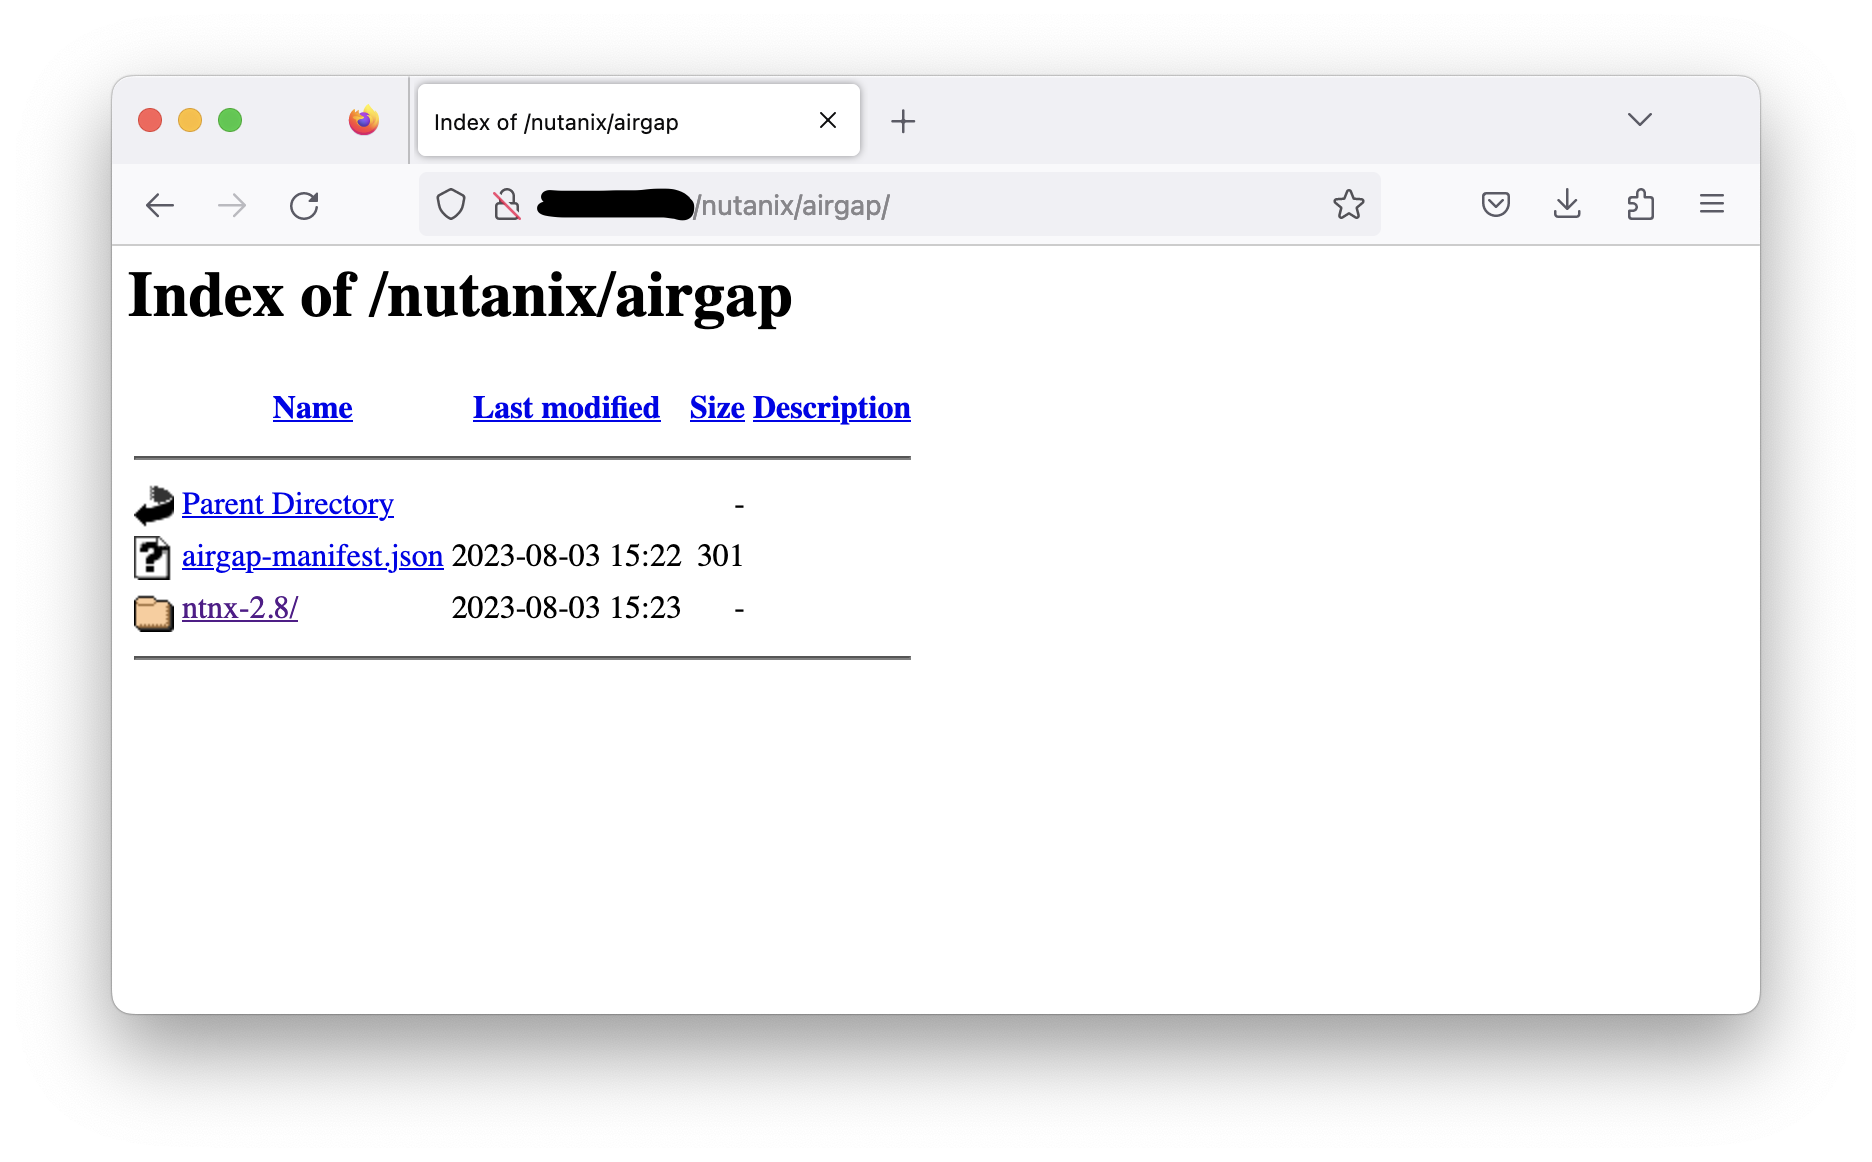 Index of /nutanix/airgap
/nutanix/airgap/
Index of /nutanix/airgap
Name Last modified Size Description
Parent Directory -
airgap-manifest.json 2023-08-03 15:22 301
ntnx-2.8/ 2023-08-03 15:23 -